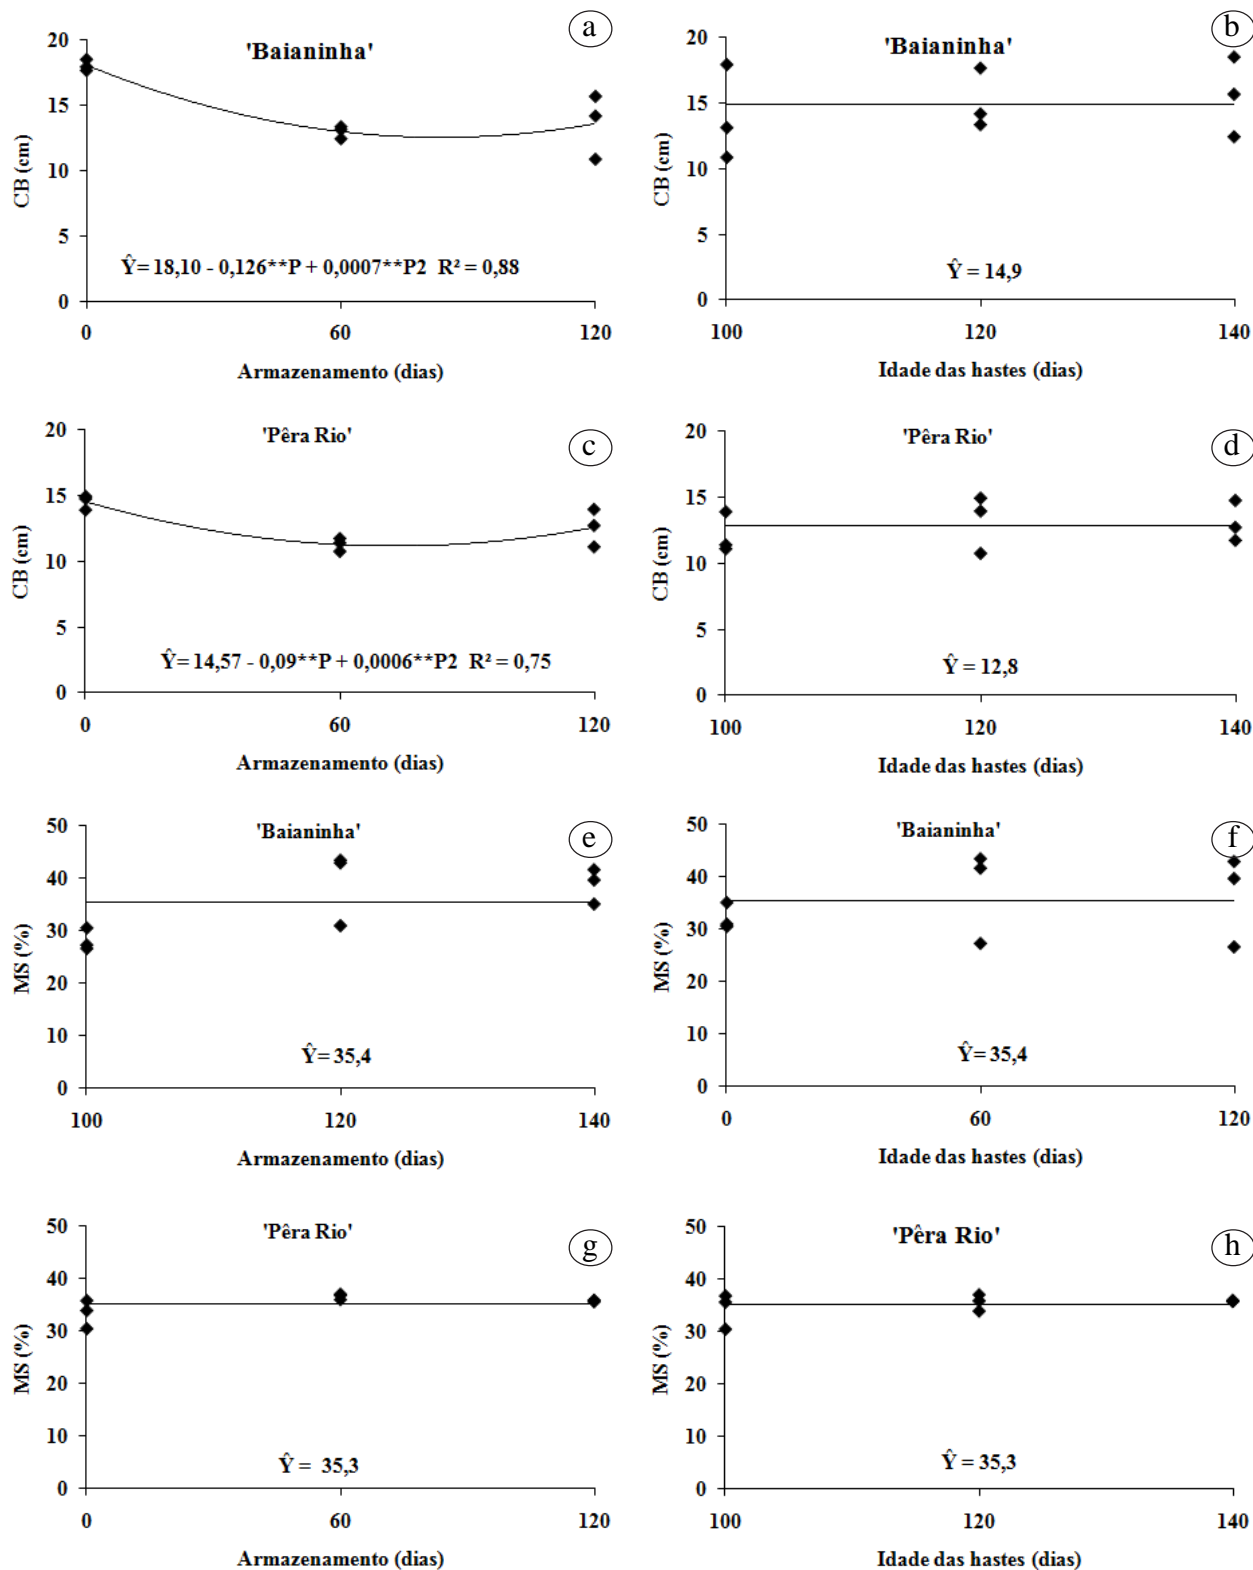 a
'Baianinha'
CB (cm)
20
15
10
5
0
Ŷ= 18,10 - 0,126**P + 0,0007**P2 R² = 0,88
0 60 120
Armazenamento (dias)
b
'Baianinha'
CB (cm)
20
15
10
5
0
Ŷ = 14,9
100 120 140
Idade das hastes (dias)
c
'Pêra Rio'
CB (cm)
20
15
10
5
0
Ŷ= 14,57 - 0,09**P + 0,0006**P2 R² = 0,75
0 60 120
Armazenamento (dias)
d
'Pêra Rio'
CB (cm)
20
15
10
5
0
Ŷ = 12,8
100 120 140
Idade das hastes (dias)
e
'Baianinha'
MS (%)
50
40
30
20
10
0
Ŷ= 35,4
100 120 140
Armazenamento (dias)
f
'Baianinha'
MS (%)
50
40
30
20
10
0
Ŷ= 35,4
0 60 120
Idade das hastes (dias)
g
'Pêra Rio'
MS (%)
50
40
30
20
10
0
Ŷ = 35,3
0 60 120
Armazenamento (dias)
h
'Pêra Rio'
MS (%)
50
40
30
20
10
0
Ŷ = 35,3
100 120 140
Idade das hastes (dias)